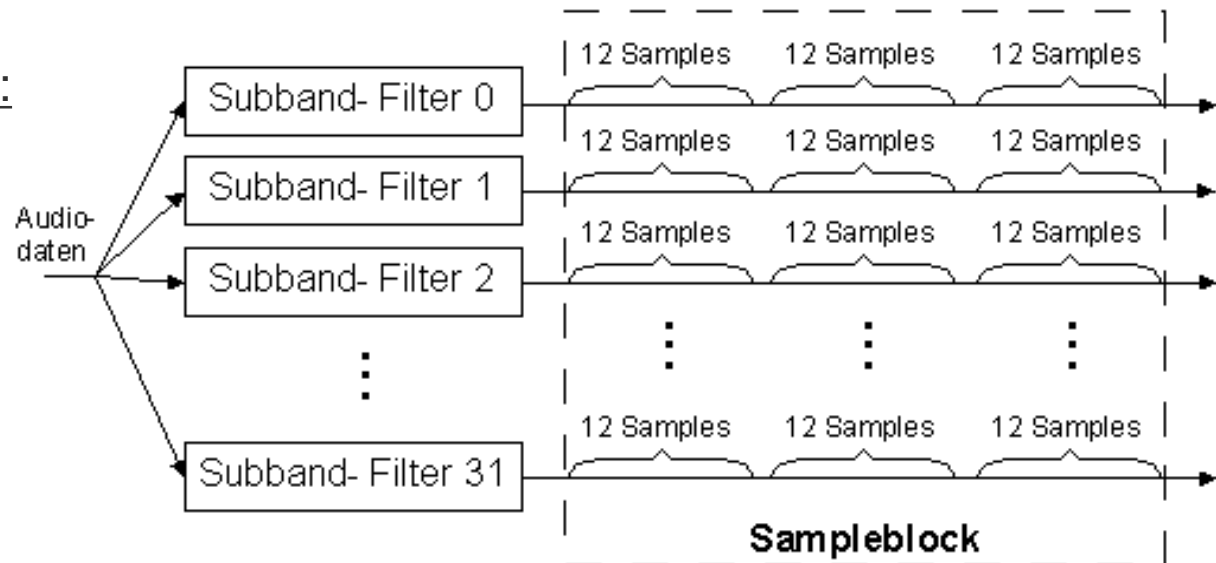 :
12 Samples 12 Samples 12 Samples
Subband- Filter 0
12 Samples 12 Samples 12 Samples
Subband- Filter 1
Audio-
daten
12 Samples 12 Samples 12 Samples
Subband- Filter 2
12 Samples 12 Samples 12 Samples
Subband- Filter 31
Sampleblock